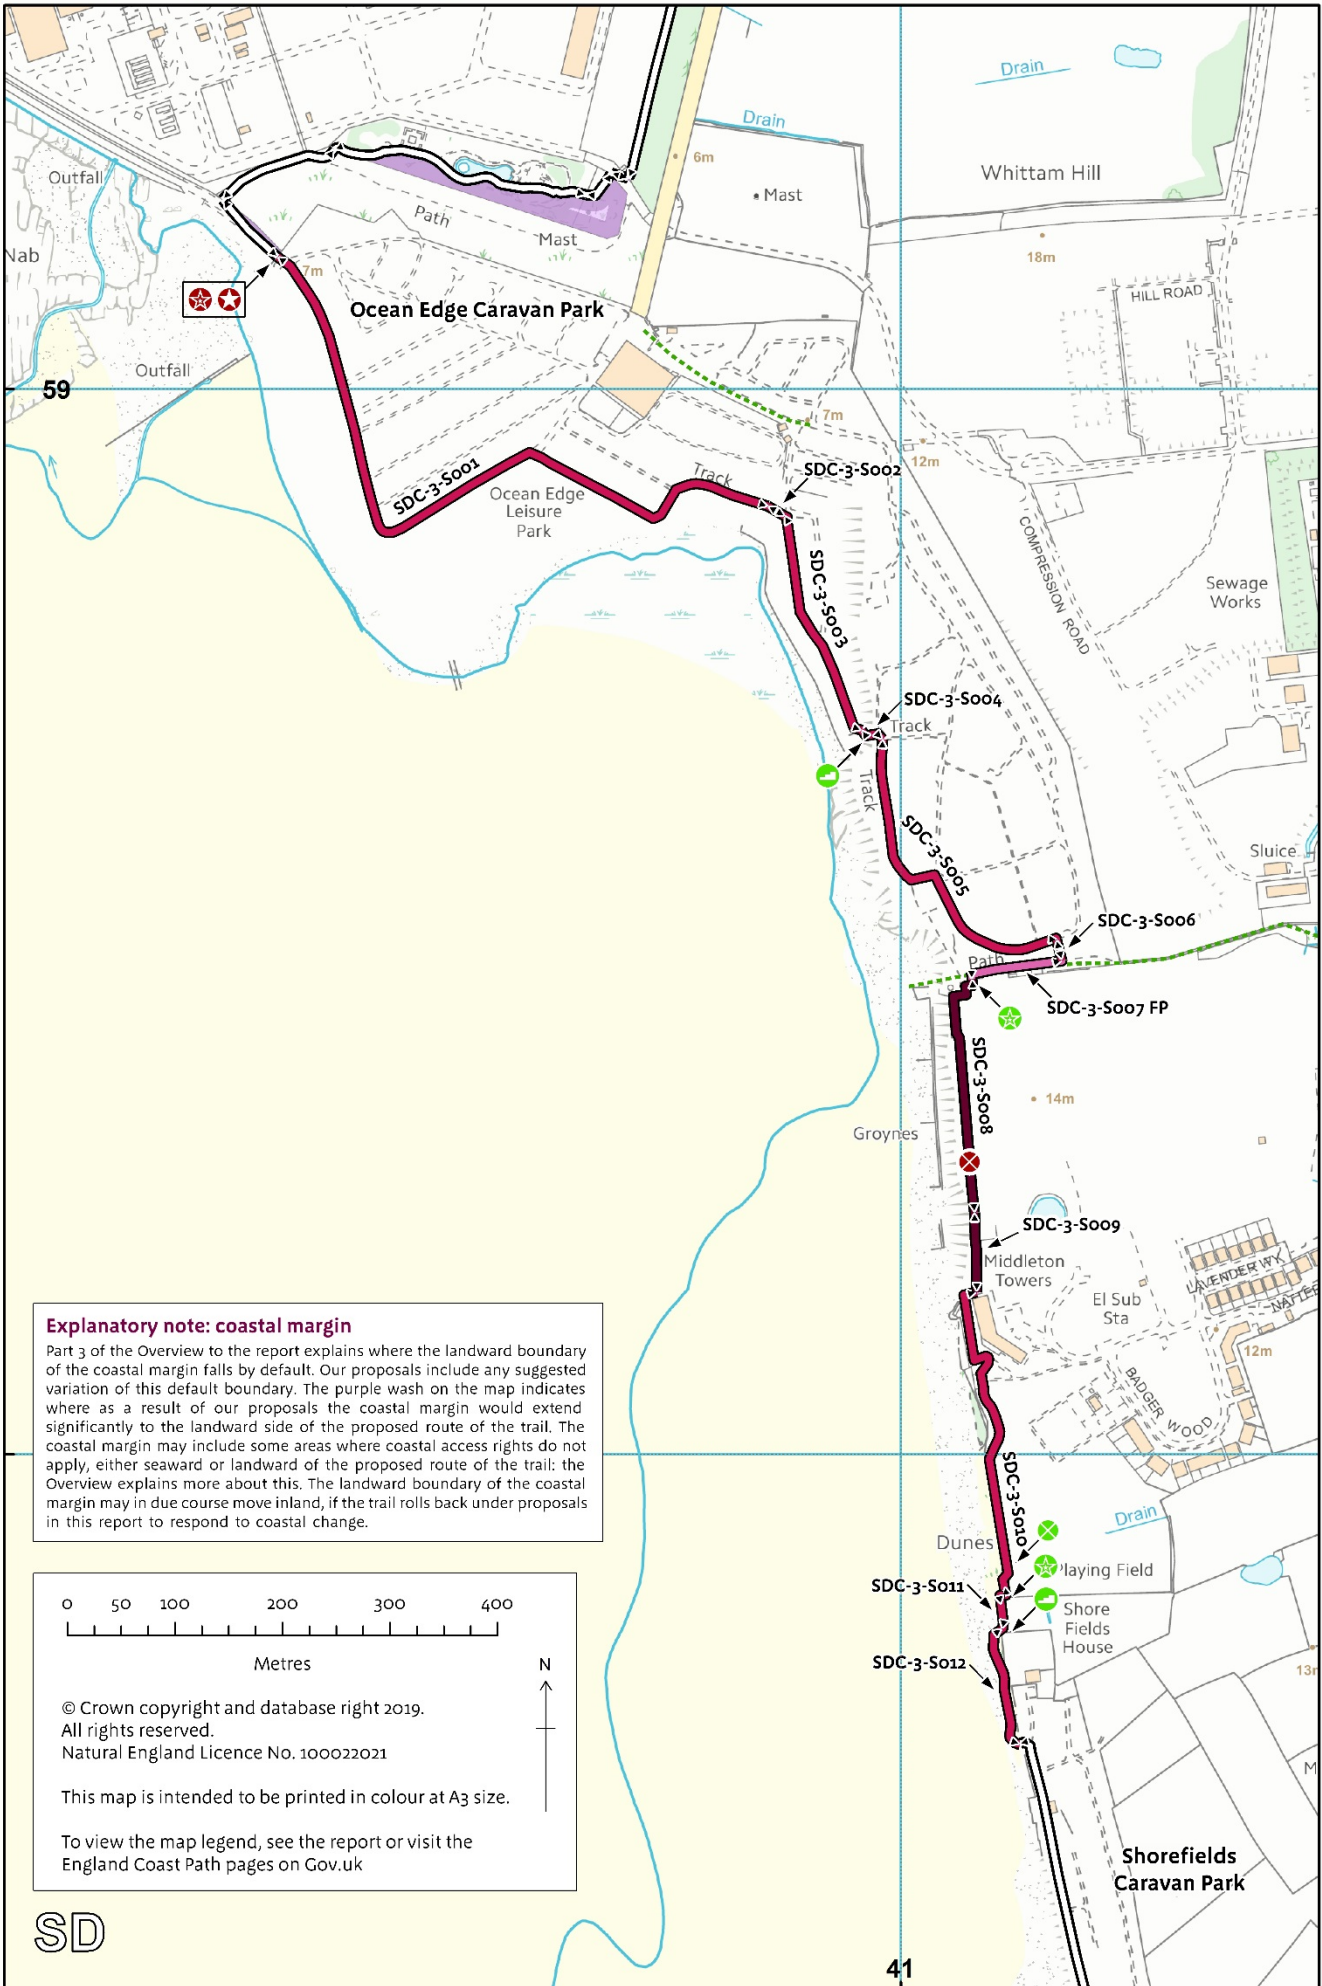 Drain
Drain
Outfall
6m
Whittam Hill
Mast
Path
Mast
Nab
18m
7m
HILL ROAD
Ocean Edge Caravan Park
Outfall
59
7m
12m
Track
SDC-3-S002
SDC-3-S001
Ocean Edge
Leisure
Park
COMPRESSION ROAD
SDC-3-S003
Sewage
Works
SDC-3-S004
Track
Track
SDC-3-S005
Sluice
SDC-3-S006
Path
SDC-3-S007 FP
SDC-3-S008
14m
Groynes
SDC-3-S009
Middleton
Towers
LAVENDER WY
El Sub
Sta
12m
BADGER WOOD
Explanatory note: coastal margin
Part 3 of the Overview to the report explains where the landward boundary
of the coastal margin falls by default. Our proposals include any suggested
variation of this default boundary. The purple wash on the map indicates
where as a result of our proposals the coastal margin would extend
significantly to the landward side of the proposed route of the trail. The
coastal margin may include some areas where coastal access rights do not
apply, either seaward or landward of the proposed route of the trail: the
Overview explains more about this. The landward boundary of the coastal
margin may in due course move inland, if the trail rolls back under proposals
in this report to respond to coastal change.
SDC-3-S010
Drain
Dunes
Playing Field
SDC-3-S011
Shore
Fields
House
SDC-3-S012
0 50 100 200 300 400
Metres
N
© Crown copyright and database right 2019.
All rights reserved.
Natural England Licence No. 100022021
This map is intended to be printed in colour at A3 size.
To view the map legend, see the report or visit the
England Coast Path pages on Gov.uk
Shorefields
Caravan Park
SD
41